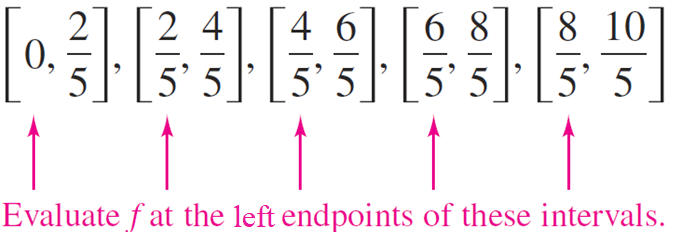 [0, 2/5], [2/5, 4/5], [4/5, 6/5], [6/5, 8/5], [8/5, 10/5]
Evaluate f at the left endpoints of these intervals.